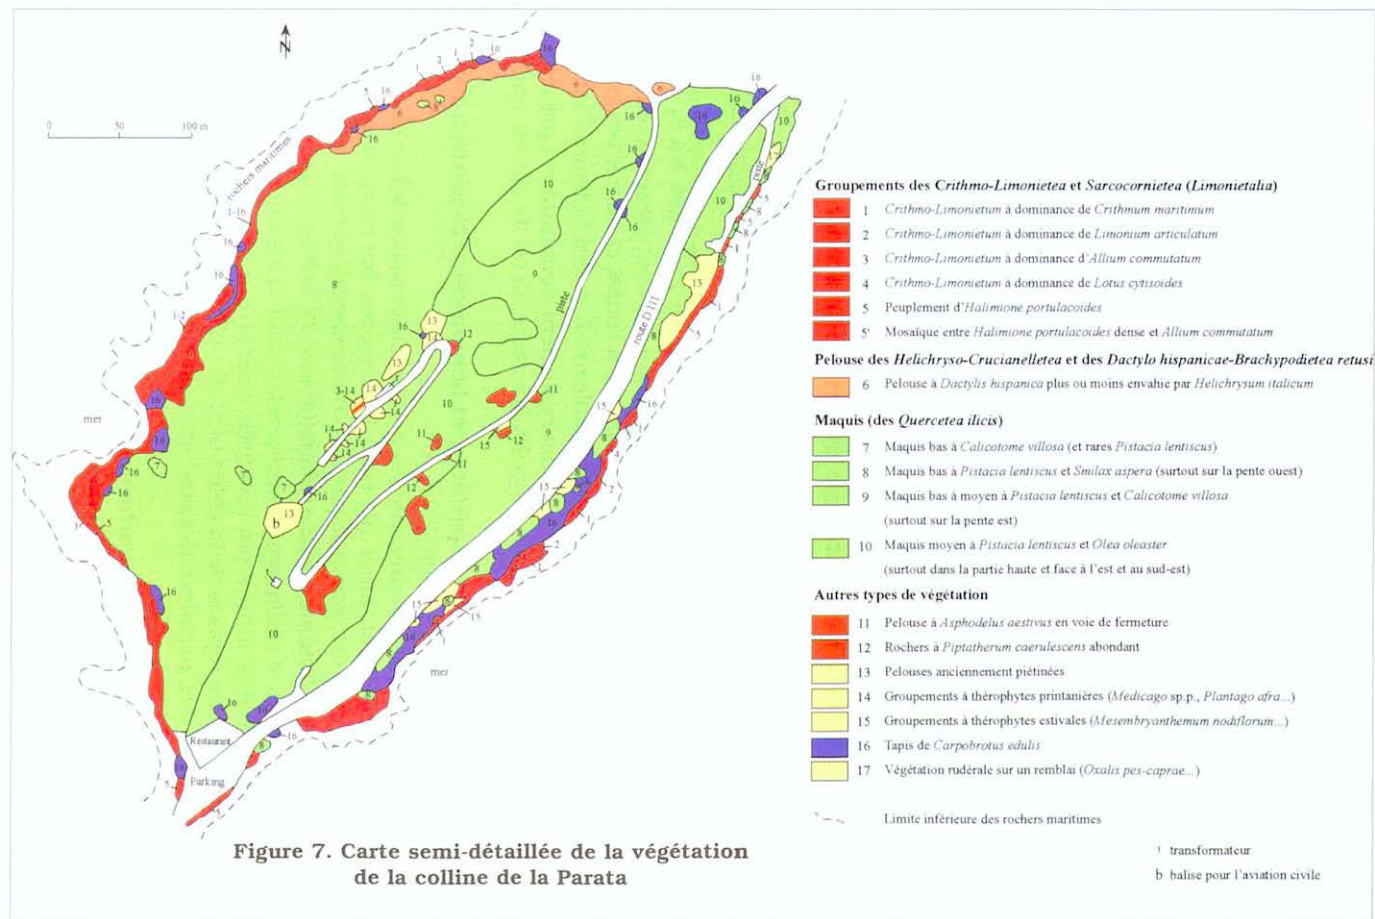 N
0 50 100 m
rochers maritimes
mer
piste
route D III
piste
mer
b
Restaurant
Parking
Groupements des Crithmo-Limonietea et Sarcocornietea (Limonietalia)
1 Crithmo-Limonietum à dominance de Crithmum maritimum
2 Crithmo-Limonietum à dominance de Limonium articulatum
3 Crithmo-Limonietum à dominance d'Allium commutatum
4 Crithmo-Limonietum à dominance de Lotus cytisoides
5 Peuplement d'Halimione portulacoides
5' Mosaïque entre Halimione portulacoides dense et Allium commutatum
Pelouse des Helichryso-Crucianelletea et des Dactylo hispanicae-Brachypodietea retusi
6 Pelouse à Dactylis hispanica plus ou moins envahie par Helichrysum italicum
Maquis (des Quercetea ilicis)
7 Maquis bas à Calicotome villosa (et rares Pistacia lentiscus)
8 Maquis bas à Pistacia lentiscus et Smilax aspera (surtout sur la pente ouest)
9 Maquis bas à moyen à Pistacia lentiscus et Calicotome villosa
(surtout sur la pente est)
10 Maquis moyen à Pistacia lentiscus et Olea oleaster
(surtout dans la partie haute et face à l'est et au sud-est)
Autres types de végétation
11 Pelouse à Asphodelus aestivus en voie de fermeture
12 Rochers à Piptatherum caerulescens abondant
13 Pelouses anciennement piétinées
14 Groupements à thérophytes printanières (Medicago sp.p., Plantago afra...)
15 Groupements à thérophytes estivales (Mesembryanthemum nodiflorum...)
16 Tapis de Carpobrotus edulis
17 Végétation rudérale sur un remblai (Oxalis pes-caprae...)
Limite inférieure des rochers maritimes
t transformateur
b balise pour l'aviation civile
Figure 7. Carte semi-détaillée de la végétation
de la colline de la Parata